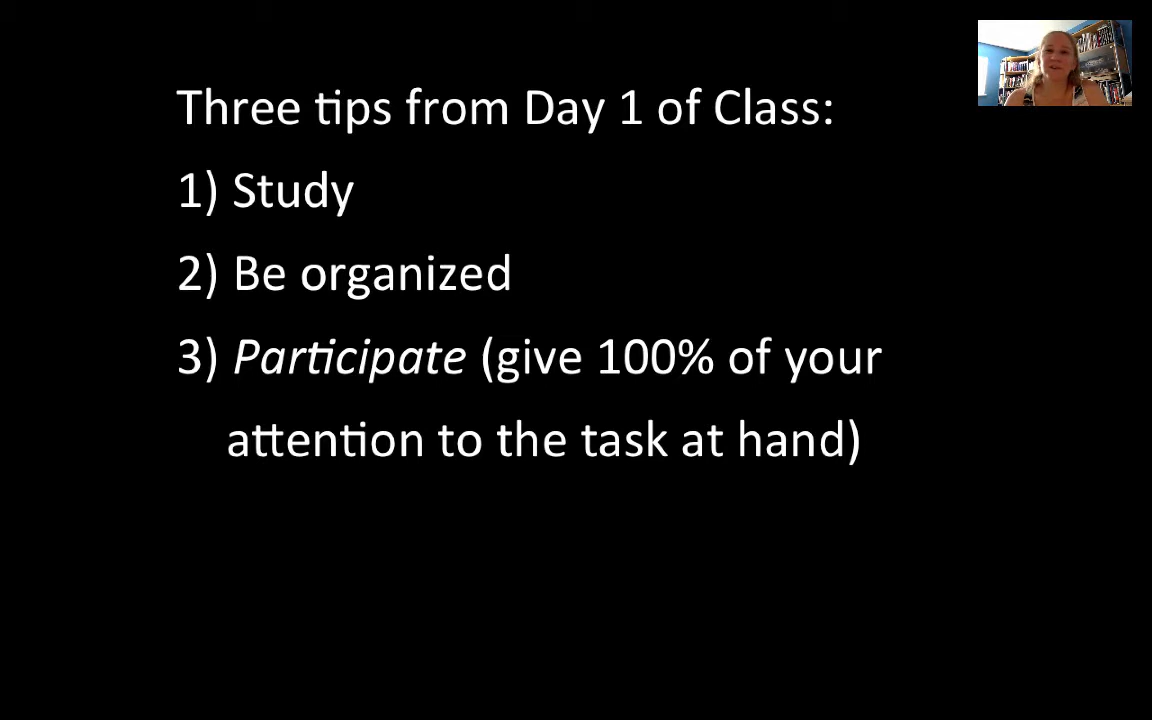 Three tips from Day 1 of Class:
1) Study
2) Be organized
3) Participate (give 100% of your
attention to the task at hand)